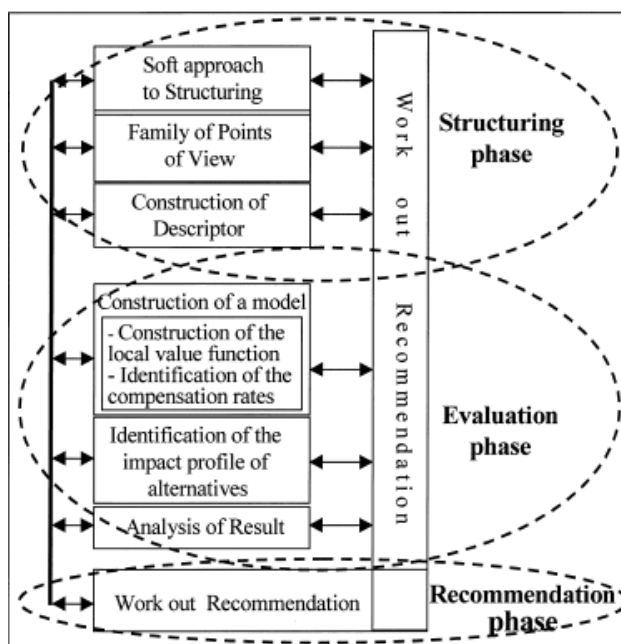 Soft approach
to Structuring
Family of Points
of View
Construction of
Descriptor
Structuring
phase
Work out Recommendation
Construction of a model
- Construction of the
local value function
- Identification of the
compensation rates
Identification of the
impact profile of
alternatives
Analysis of Result
Evaluation
phase
Work out Recommendation
Recommendation
phase